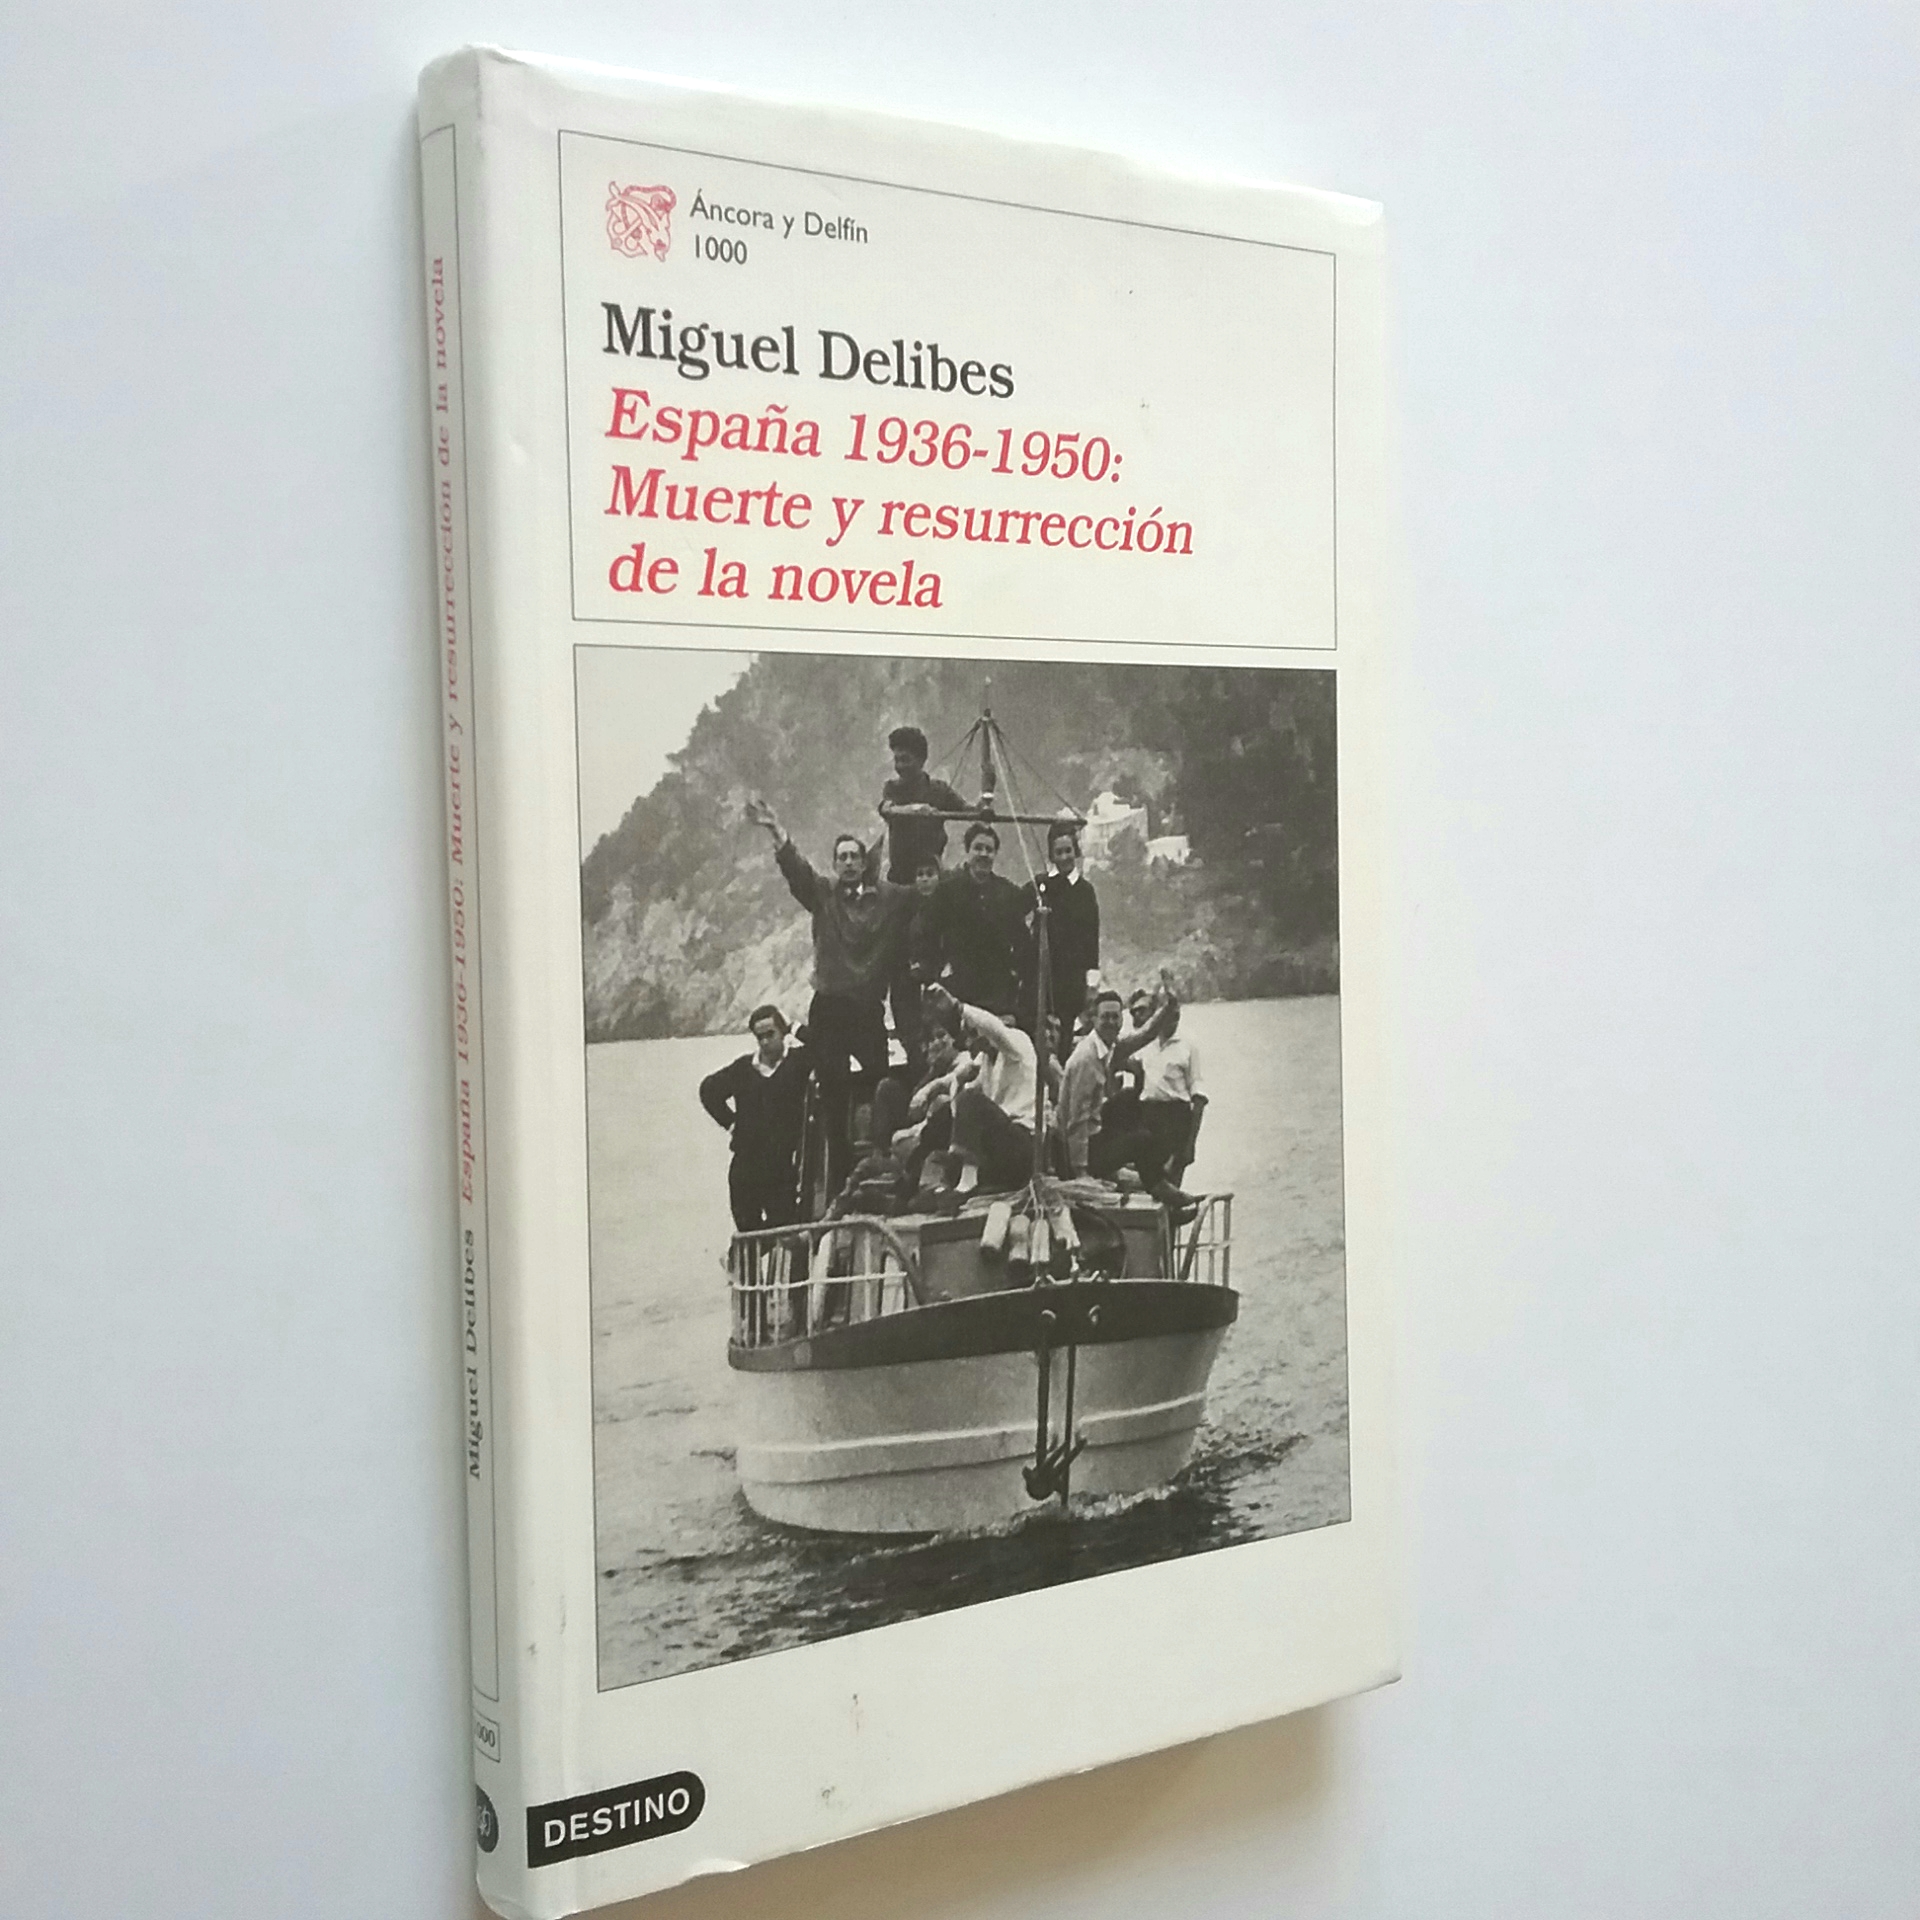 Áncora y Delfín
1000
Miguel Delibes
España 1936-1950:
Muerte y resurrección
de la novela
DESTINO
Miguel Delibes España 1936-1950: Muerte y resurrección de la novela